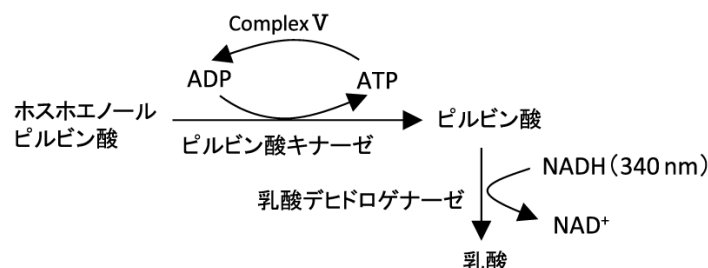 Complex V
ADP
ATP
ホスホエノール
ピルビン酸
ピルビン酸キナーゼ
ピルビン酸
乳酸デヒドロゲナーゼ
NADH(340 nm)
NAD⁺
乳酸